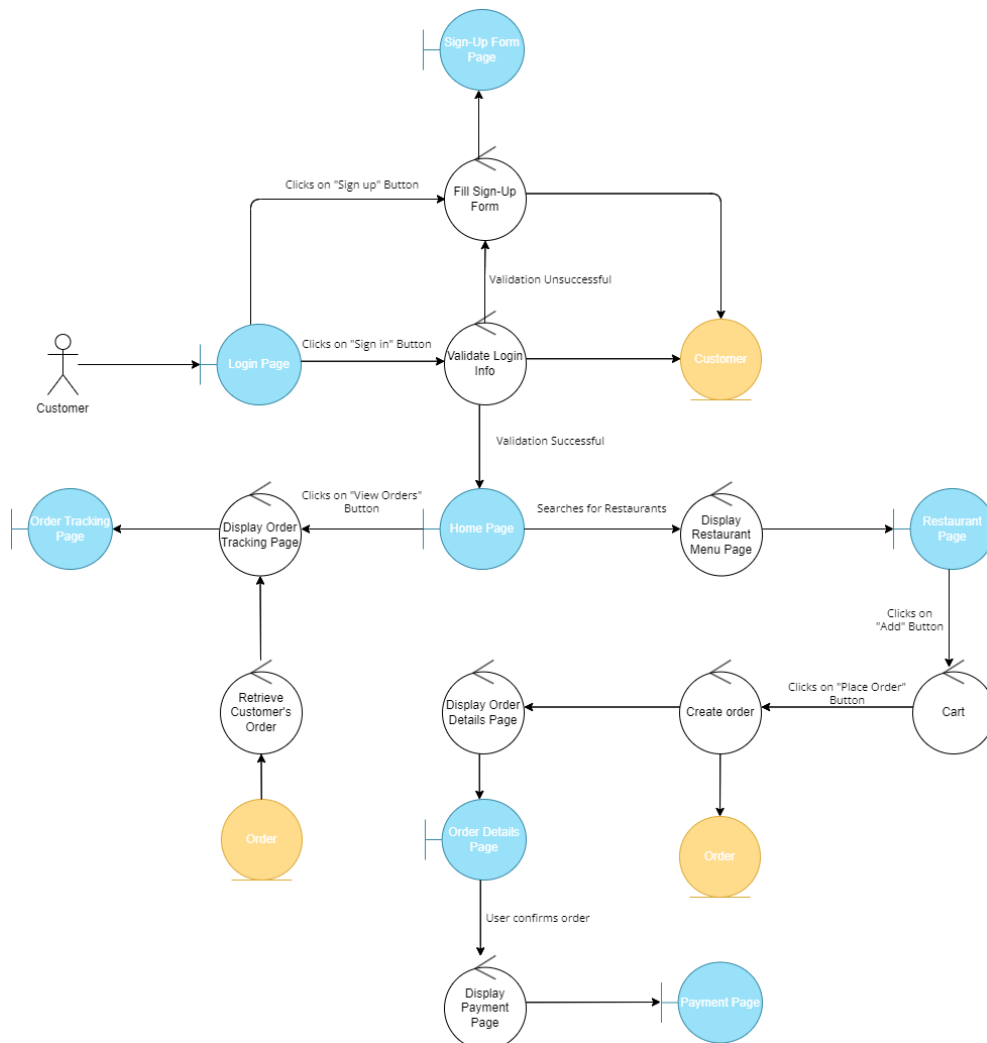 Sign-Up Form
Page
Clicks on "Sign up" Button
Fill Sign-Up
Form
Validation Unsuccessful
Customer
Login Page
Clicks on "Sign in" Button
Validate Login
Info
Customer
Validation Successful
Order Tracking
Page
Display Order
Tracking Page
Clicks on "View Orders"
Button
Home Page
Searches for Restaurants
Display
Restaurant
Menu Page
Restaurant
Page
Clicks on
"Add" Button
Retrieve
Customer's
Order
Display Order
Details Page
Create order
Clicks on "Place Order"
Button
Cart
Order
Order Details
Page
Order
User confirms order
Display
Payment
Page
Payment Page